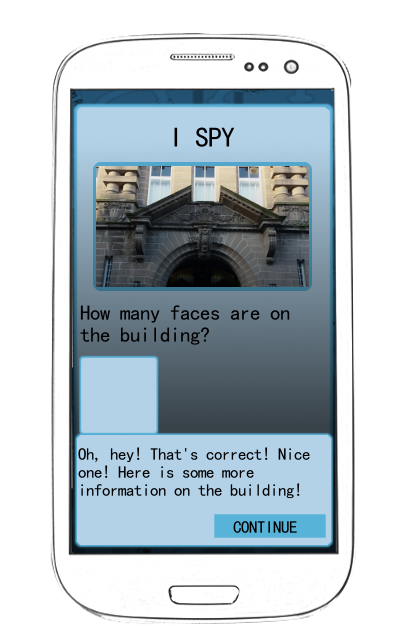 I SPY
How many faces are on
the building?
Oh, hey! That's correct! Nice
one! Here is some more
information on the building!
CONTINUE